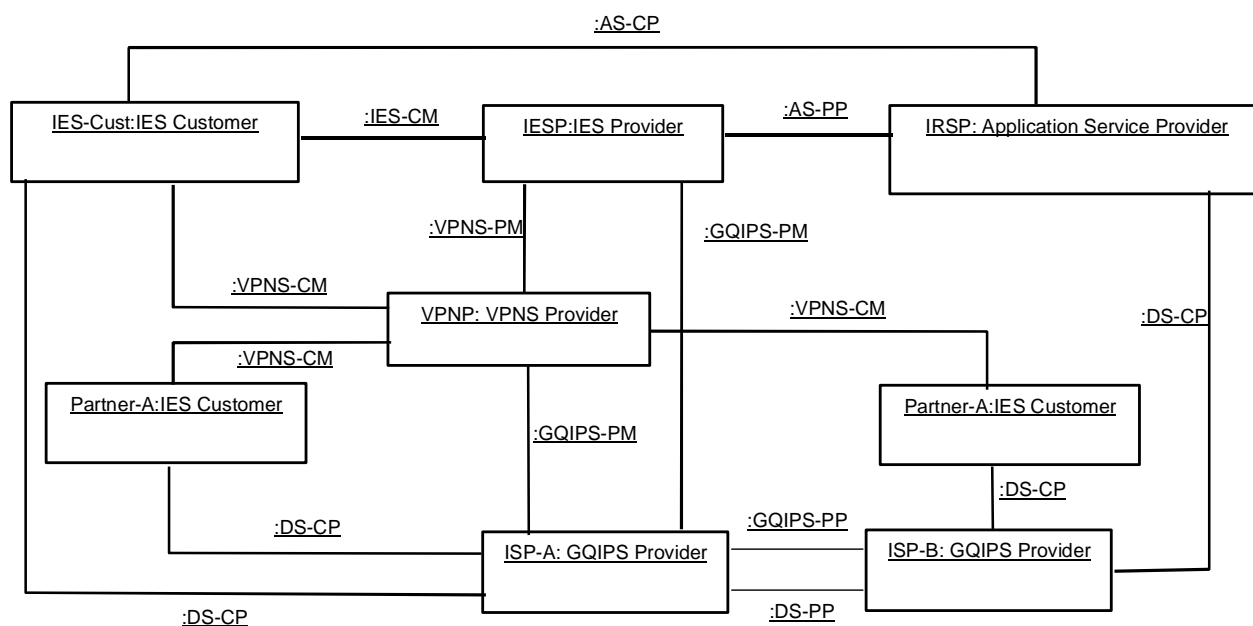 :AS-CP
IES-Cust:IES Customer
:IES-CM
IESP:IES Provider
:AS-PP
IRSP: Application Service Provider
:VPNS-PM
:GQIPS-PM
:VPNS-CM
VPNP: VPNS Provider
:VPNS-CM
:DS-CP
:VPNS-CM
Partner-A:IES Customer
Partner-A:IES Customer
:GQIPS-PM
:DS-CP
:DS-CP
:GQIPS-PP
ISP-A: GQIPS Provider
ISP-B: GQIPS Provider
:DS-CP
:DS-PP